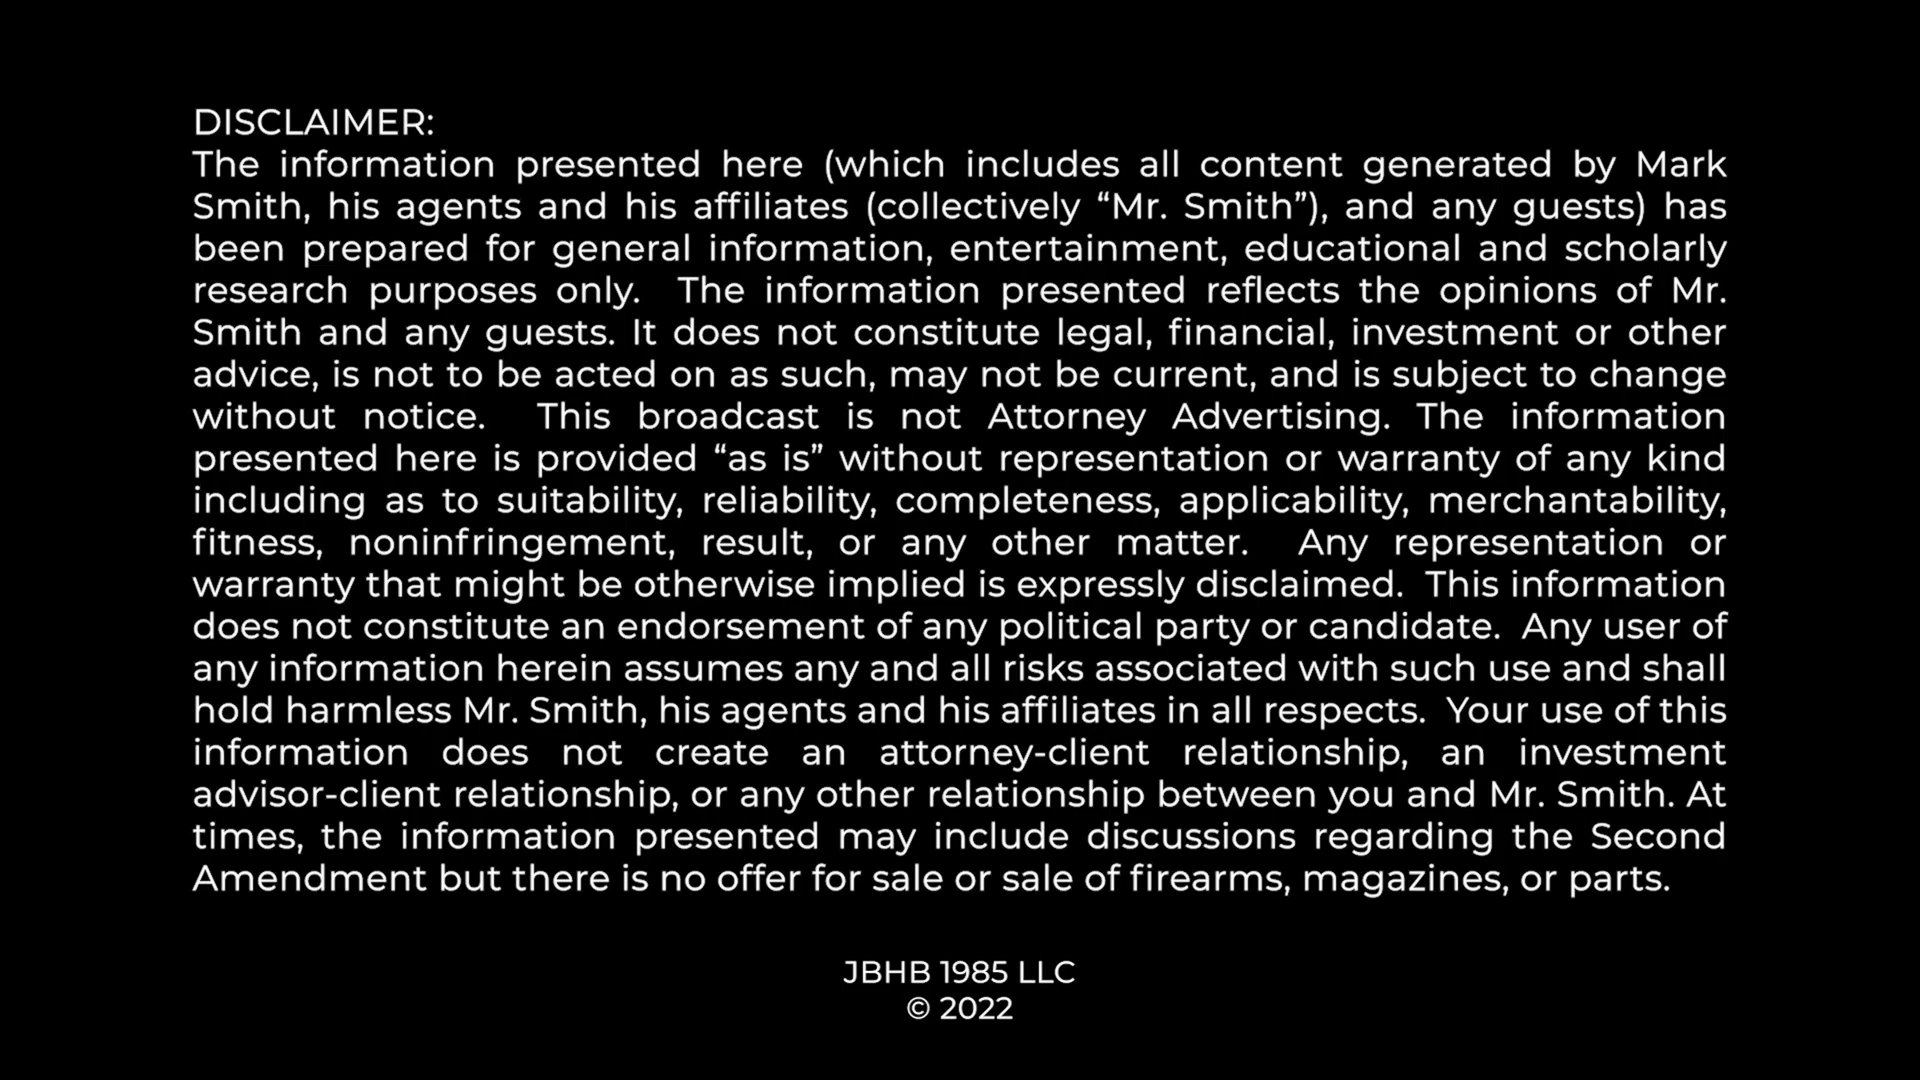 DISCLAIMER:
The information presented here (which includes all content generated by Mark
Smith, his agents and his affiliates (collectively “Mr. Smith”), and any guests) has
been prepared for general information, entertainment, educational and scholarly
research purposes only. The information presented reflects the opinions of Mr.
Smith and any guests. It does not constitute legal, financial, investment or other
advice, is not to be acted on as such, may not be current, and is subject to change
without notice. This broadcast is not Attorney Advertising. The information
presented here is provided “as is” without representation or warranty of any kind
including as to suitability, reliability, completeness, applicability, merchantability,
fitness, noninfringement, result, or any other matter. Any representation or
warranty that might be otherwise implied is expressly disclaimed. This information
does not constitute an endorsement of any political party or candidate. Any user of
any information herein assumes any and all risks associated with such use and shall
hold harmless Mr. Smith, his agents and his affiliates in all respects. Your use of this
information does not create an attorney-client relationship, an investment
advisor-client relationship, or any other relationship between you and Mr. Smith. At
times, the information presented may include discussions regarding the Second
Amendment but there is no offer for sale or sale of firearms, magazines, or parts.
JBHB 1985 LLC
© 2022